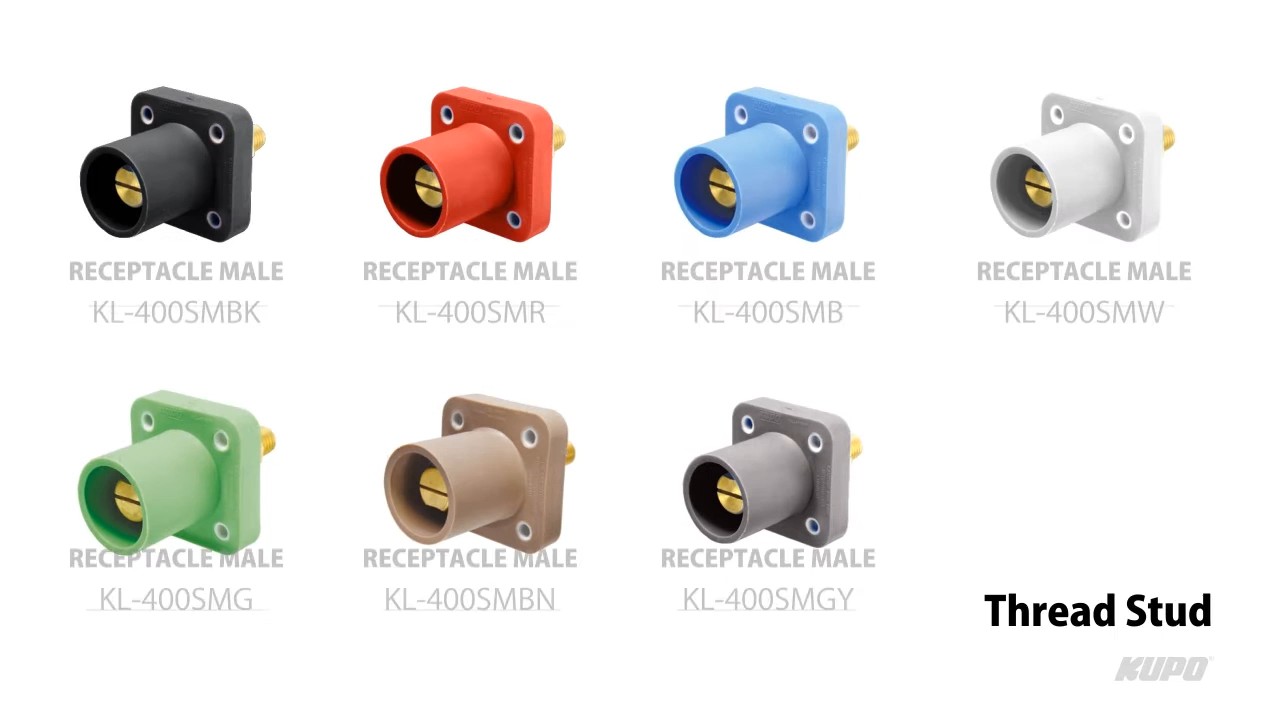 RECEPTACLE MALE
KL-400SMBK
RECEPTACLE MALE
KL-400SMR
RECEPTACLE MALE
KL-400SMB
RECEPTACLE MALE
KL-400SMW
RECEPTACLE MALE
KL-400SMG
RECEPTACLE MALE
KL-400SMBN
RECEPTACLE MALE
KL-400SMGY
Thread Stud
KUPO